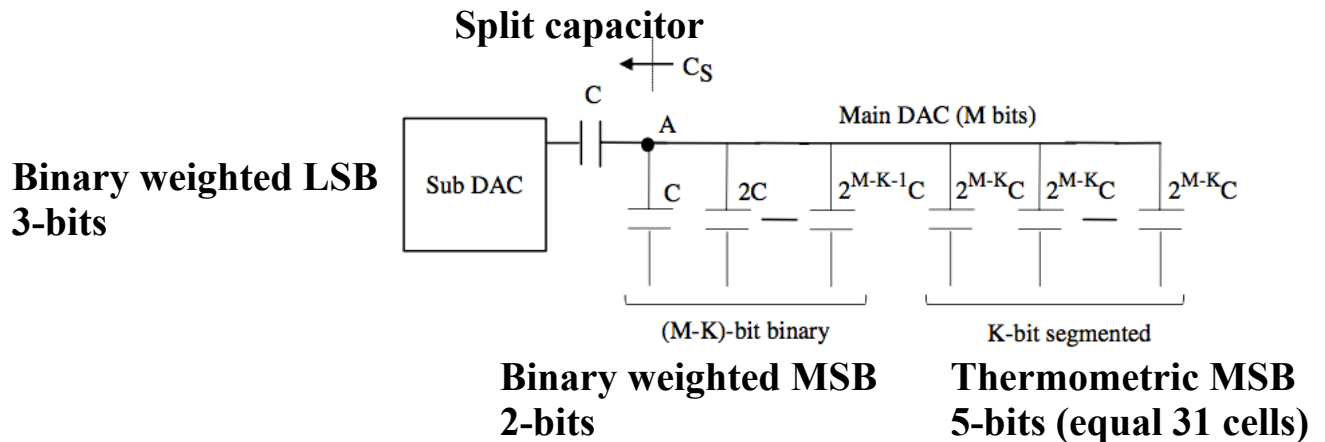 Split capacitor
CS
C
A
Main DAC (M bits)
Binary weighted LSB
3-bits
Sub DAC
C
2C
2^{M-K-1}C
2^{M-K}C
2^{M-K}C
2^{M-K}C
(M-K)-bit binary
K-bit segmented
Binary weighted MSB
2-bits
Thermometric MSB
5-bits (equal 31 cells)